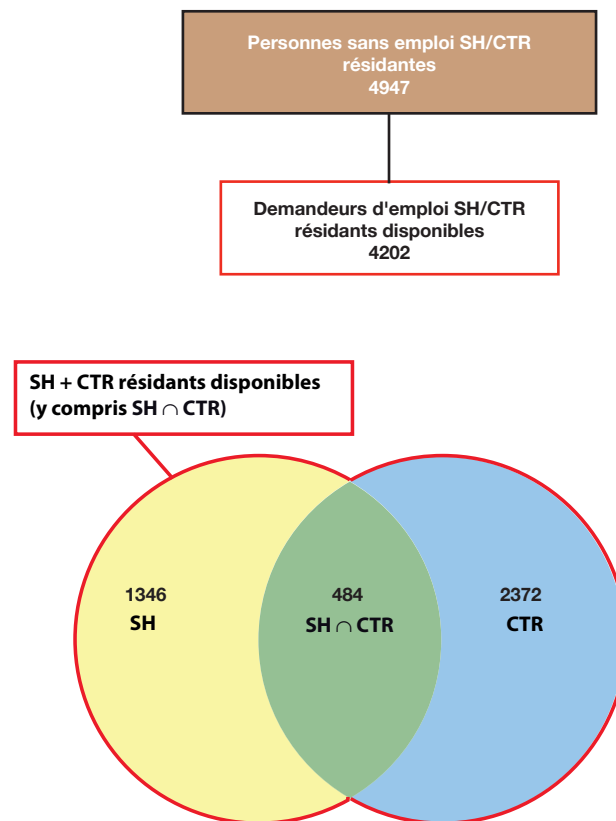 Personnes sans emploi SH/CTR
résidantes
4947
Demandeurs d'emploi SH/CTR
résidants disponibles
4202
SH + CTR résidants disponibles
(y compris SH ∩ CTR)
1346
SH
484
SH ∩ CTR
2372
CTR